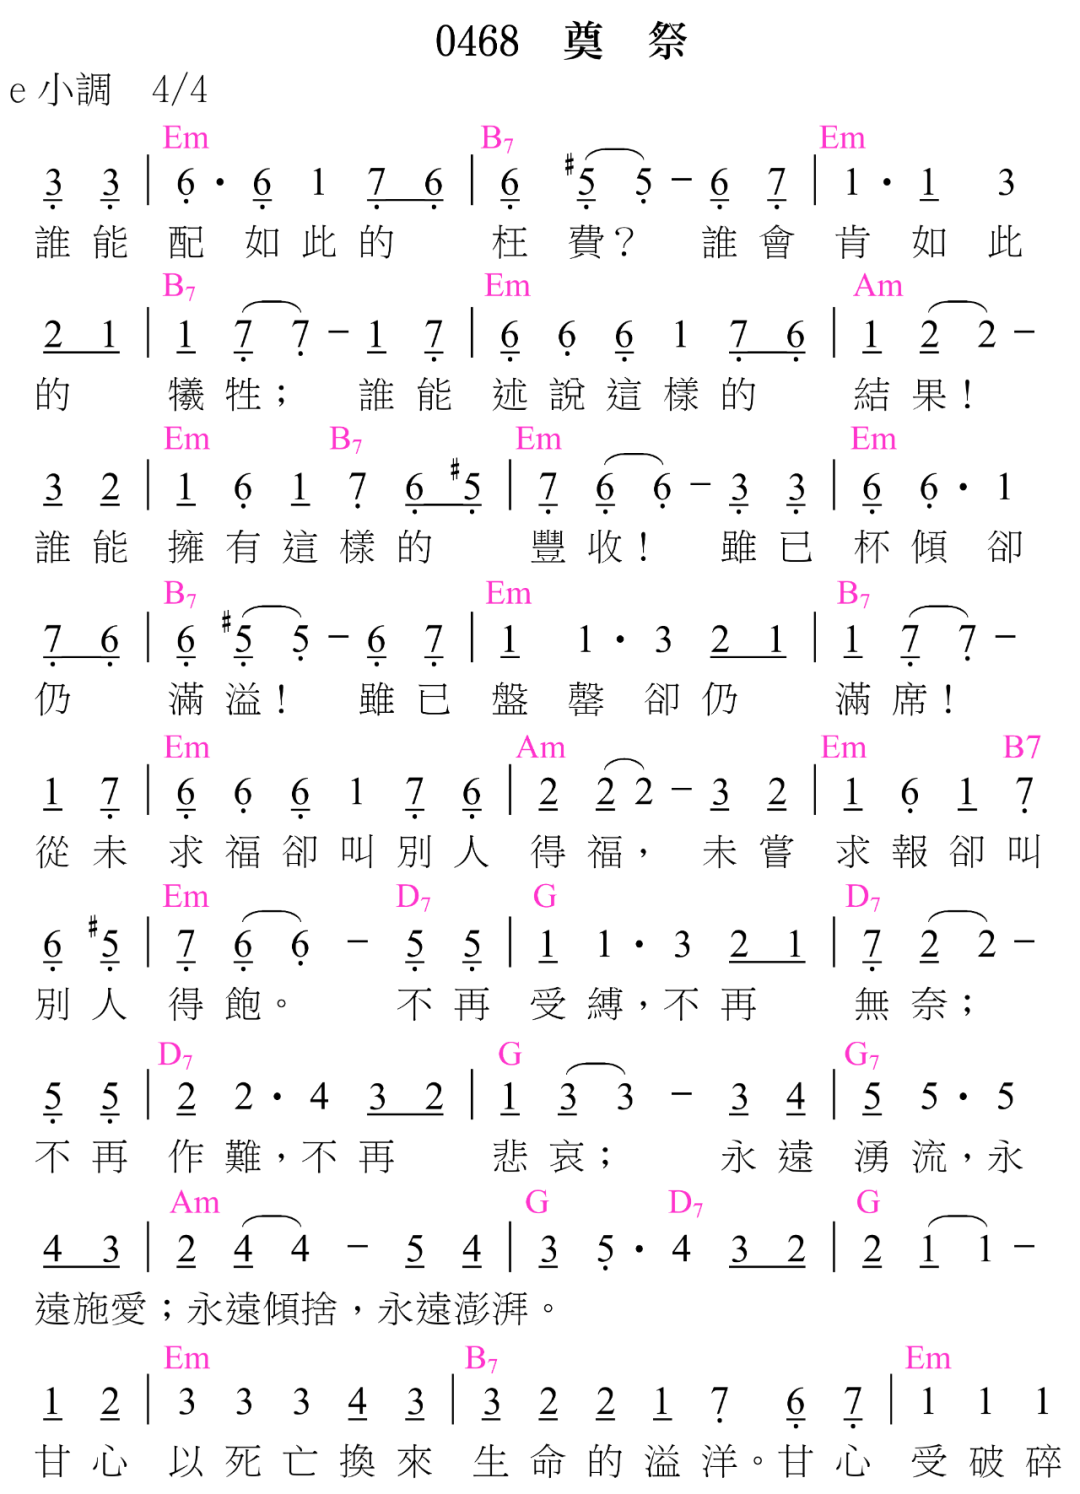 0468 奠 祭
e 小調 4/4
Em B7 Em
3 3 | 6 · 6 1 7 6 | 6 #5 5 - 6 7 | 1 · 1 3
誰 能 配 如 此 的 枉 費？ 誰 會 肯 如 此
B7 Em Am
2 1 | 1 7 7 - 1 7 | 6 6 6 1 7 6 | 1 2 2 -
的 犧 牲； 誰 能 述 說 這 樣 的 結 果！
Em B7 Em Em
3 2 | 1 6 1 7 6 #5 | 7 6 6 - 3 3 | 6 6 · 1
誰 能 擁 有 這 樣 的 豐 收！ 雖 已 杯 傾 卻
B7 Em B7
7 6 | 6 #5 5 - 6 7 | 1 1 · 3 2 1 | 1 7 7 -
仍 滿 溢！ 雖 已 盤 罄 卻 仍 滿 席！
Em Am Em B7
1 7 | 6 6 6 1 7 6 | 2 2 2 - 3 2 | 1 6 1 7
從 未 求 福 卻 叫 別 人 得 福， 未 嘗 求 報 卻 叫
Em D7 G D7
6 #5 | 7 6 6 - 5 5 | 1 1 · 3 2 1 | 7 2 2 -
別 人 得 飽。 不 再 受 縛，不 再 無 奈；
D7 G G7
5 5 | 2 2 · 4 3 2 | 1 3 3 - 3 4 | 5 5 · 5
不 再 作 難，不 再 悲 哀； 永 遠 湧 流，永
Am G D7 G
4 3 | 2 4 4 - 5 4 | 3 5 · 4 3 2 | 2 1 1 -
遠施愛；永遠傾捨，永遠澎湃。
Em B7 Em
1 2 | 3 3 3 4 3 | 3 2 2 1 7 6 7 | 1 1 1
甘 心 以 死 亡 換 來 生 命 的 溢 洋。甘 心 受 破 碎